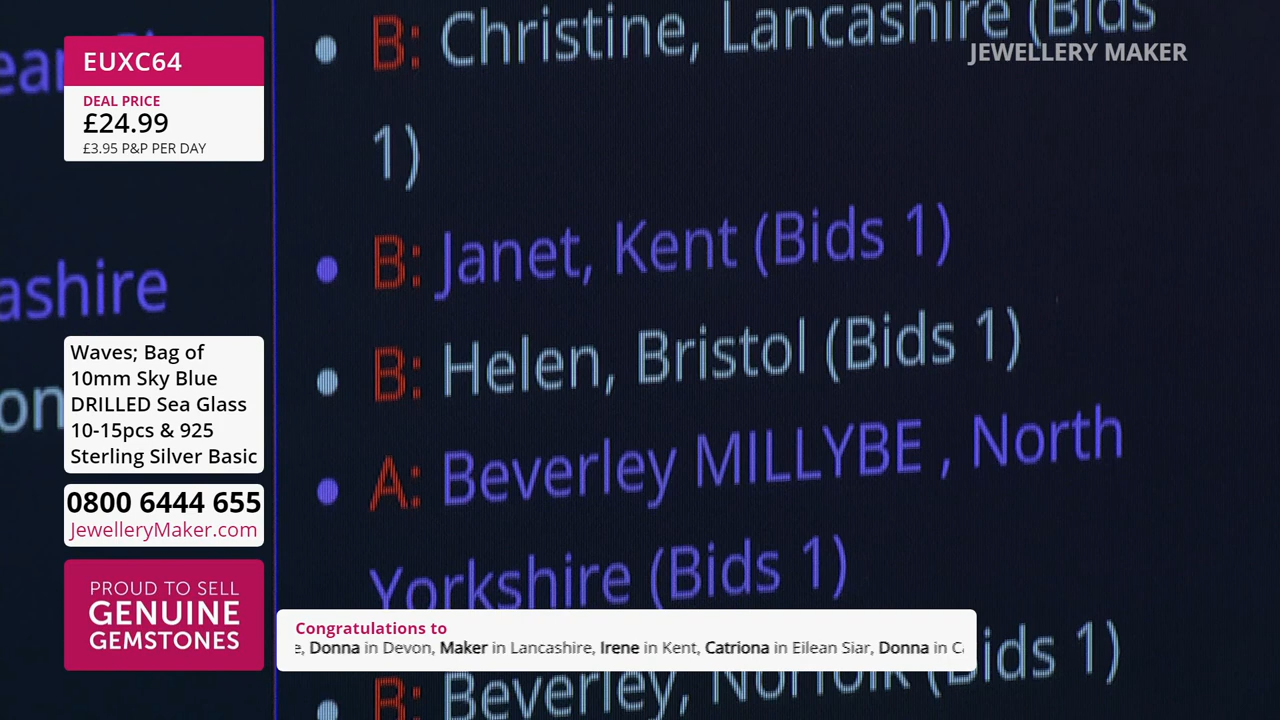 EUXC64
DEAL PRICE
£24.99
£3.95 P&P PER DAY
JEWELLERY MAKER
B: Christine, Lancashire (Bids
1)
B: Janet, Kent (Bids 1)
ashire
B: Helen, Bristol (Bids 1)
on
A: Beverley MILLYBE , North
Yorkshire (Bids 1)
B: Beverley, Norfolk (Bids 1)
Waves; Bag of
10mm Sky Blue
DRILLED Sea Glass
10-15pcs & 925
Sterling Silver Basic
0800 6444 655
JewelleryMaker.com
PROUD TO SELL
GENUINE
GEMSTONES
Congratulations to
, Donna in Devon, Maker in Lancashire, Irene in Kent, Catriona in Eilean Siar, Donna in